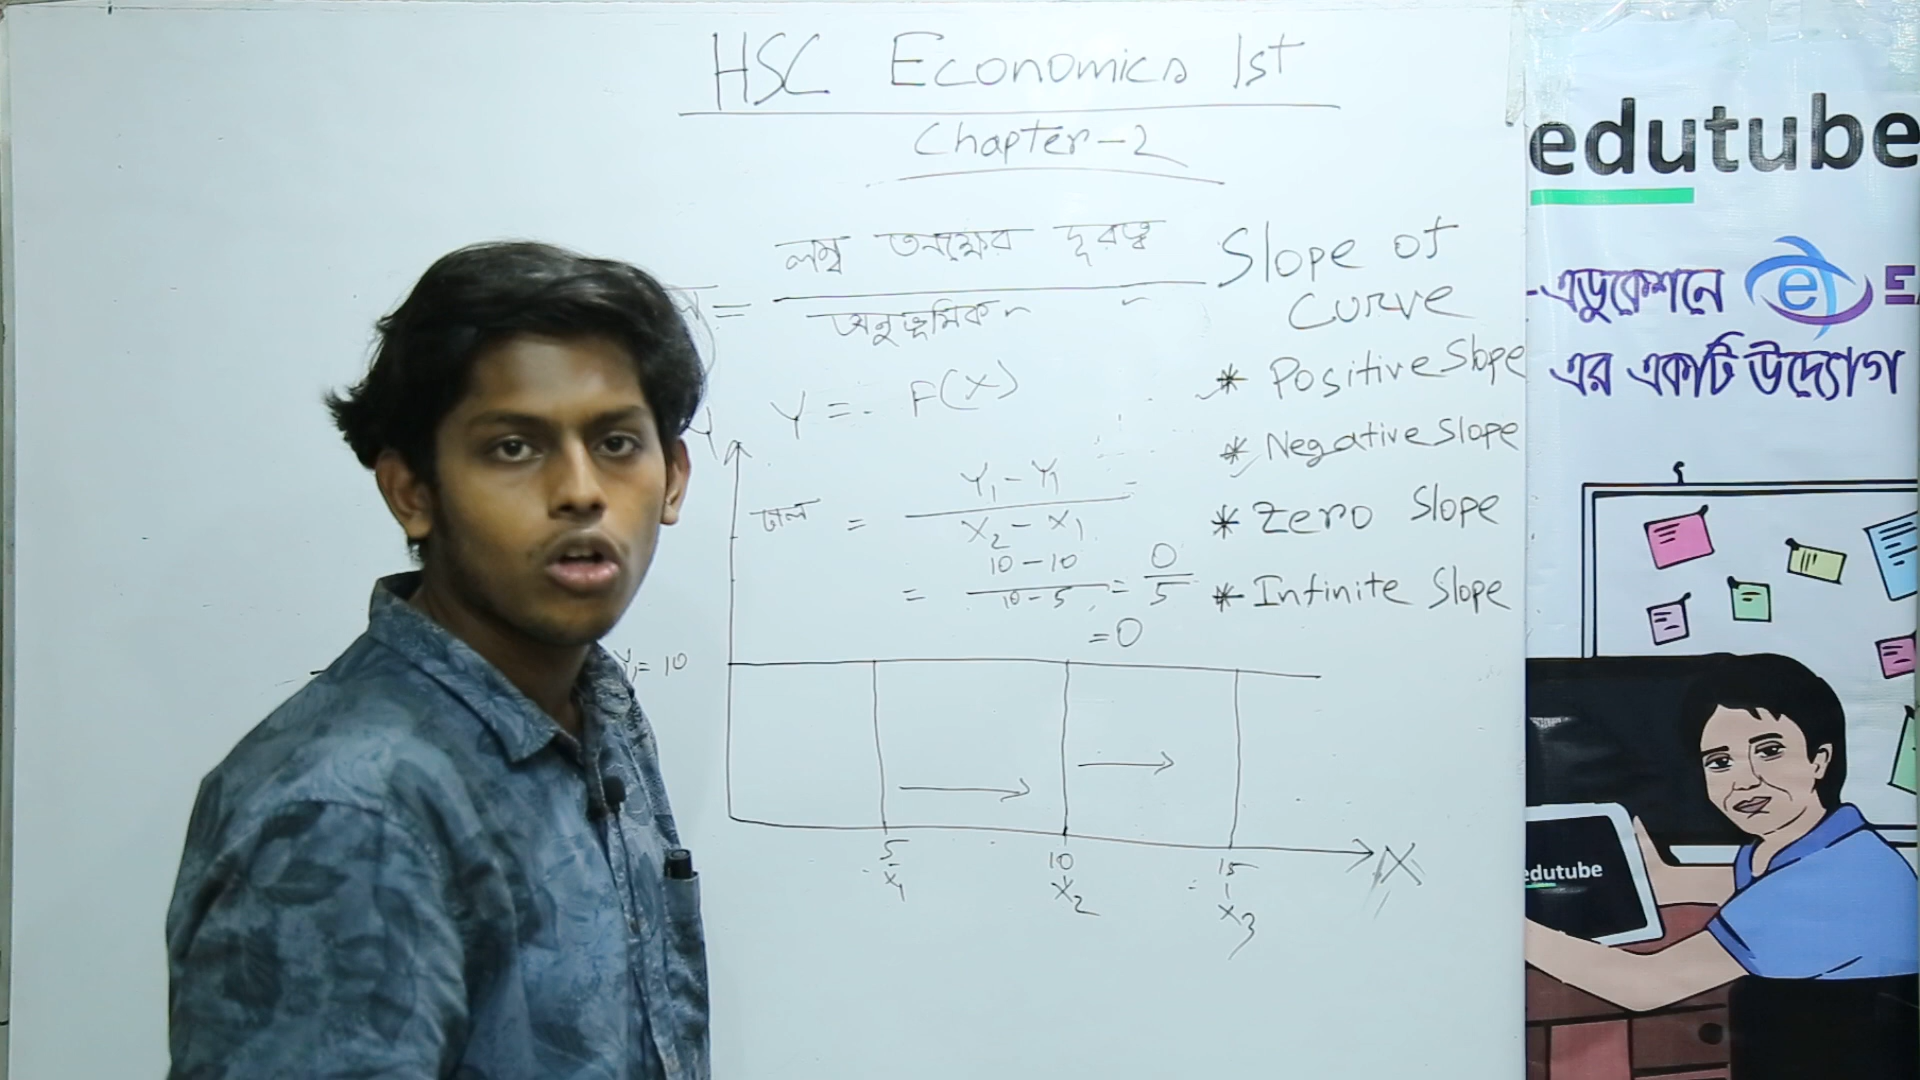 HSC Economics 1st
Chapter-2
লম্ব অক্ষের দূরত্ব
=
অনুভূমিক "
Slope of
curve
Y = F(X)
* Positive Slope
* Negative Slope
* Zero Slope
* Infinite Slope
Y
ঢাল = Y₁ - Y₁
X₂ - X₁
= 10 - 10
10 - 5
= 0
5
= 0
Y₁ = 10
5
X₁
10
X₂
15
X₃
X
edutube
-এডুকেশনে e
এর একটি উদ্যোগ
edutube